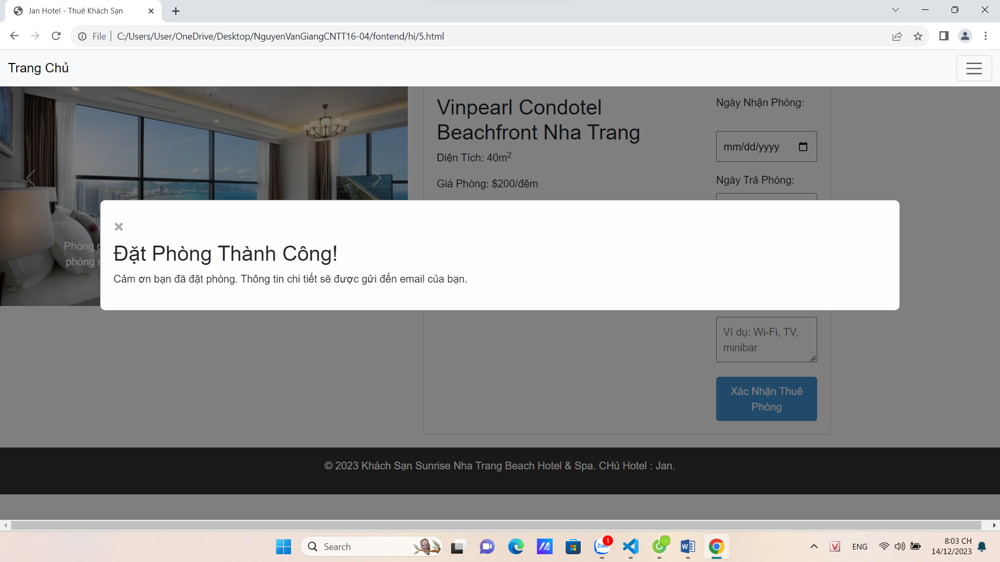 Jan Hotel - Thuê Khách Sạn
File
C:/Users/User/OneDrive/Desktop/NguyenVanGiangCNTT16-04/fontend/hi/5.html
Trang Chủ
Vinpearl Condotel
Beachfront Nha Trang
Diện Tích: 40m²
Giá Phòng: $200/đêm
Ngày Nhận Phòng:
mm/dd/yyyy
Ngày Trả Phòng:
Phòng
phòng
×
Đặt Phòng Thành Công!
Cảm ơn bạn đã đặt phòng. Thông tin chi tiết sẽ được gửi đến email của bạn.
Ví dụ: Wi-Fi, TV,
minibar
Xác Nhận Thuê
Phòng
© 2023 Khách Sạn Sunrise Nha Trang Beach Hotel & Spa. CHủ Hotel : Jan.
Search
Zalo
1
V
ENG
8:03 CH
14/12/2023